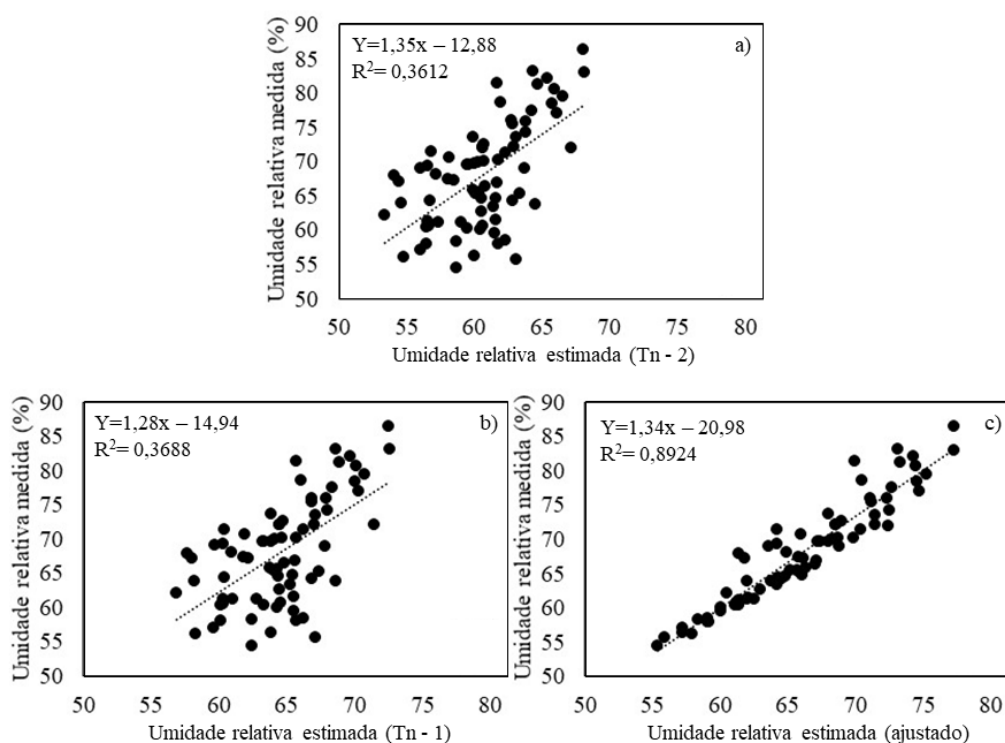 Y=1,35x – 12,88
R²= 0,3612
a)
Umidade relativa medida (%)
90
85
80
75
70
65
60
55
50
50 55 60 65 70 75 80
Umidade relativa estimada (Tn - 2)
Y=1,28x – 14,94
R²= 0,3688
b)
Umidade relativa medida (%)
90
85
80
75
70
65
60
55
50
50 55 60 65 70 75 80
Umidade relativa estimada (Tn - 1)
Y=1,34x – 20,98
R²= 0,8924
c)
Umidade relativa medida (%)
90
85
80
75
70
65
60
55
50
50 55 60 65 70 75 80
Umidade relativa estimada (ajustado)